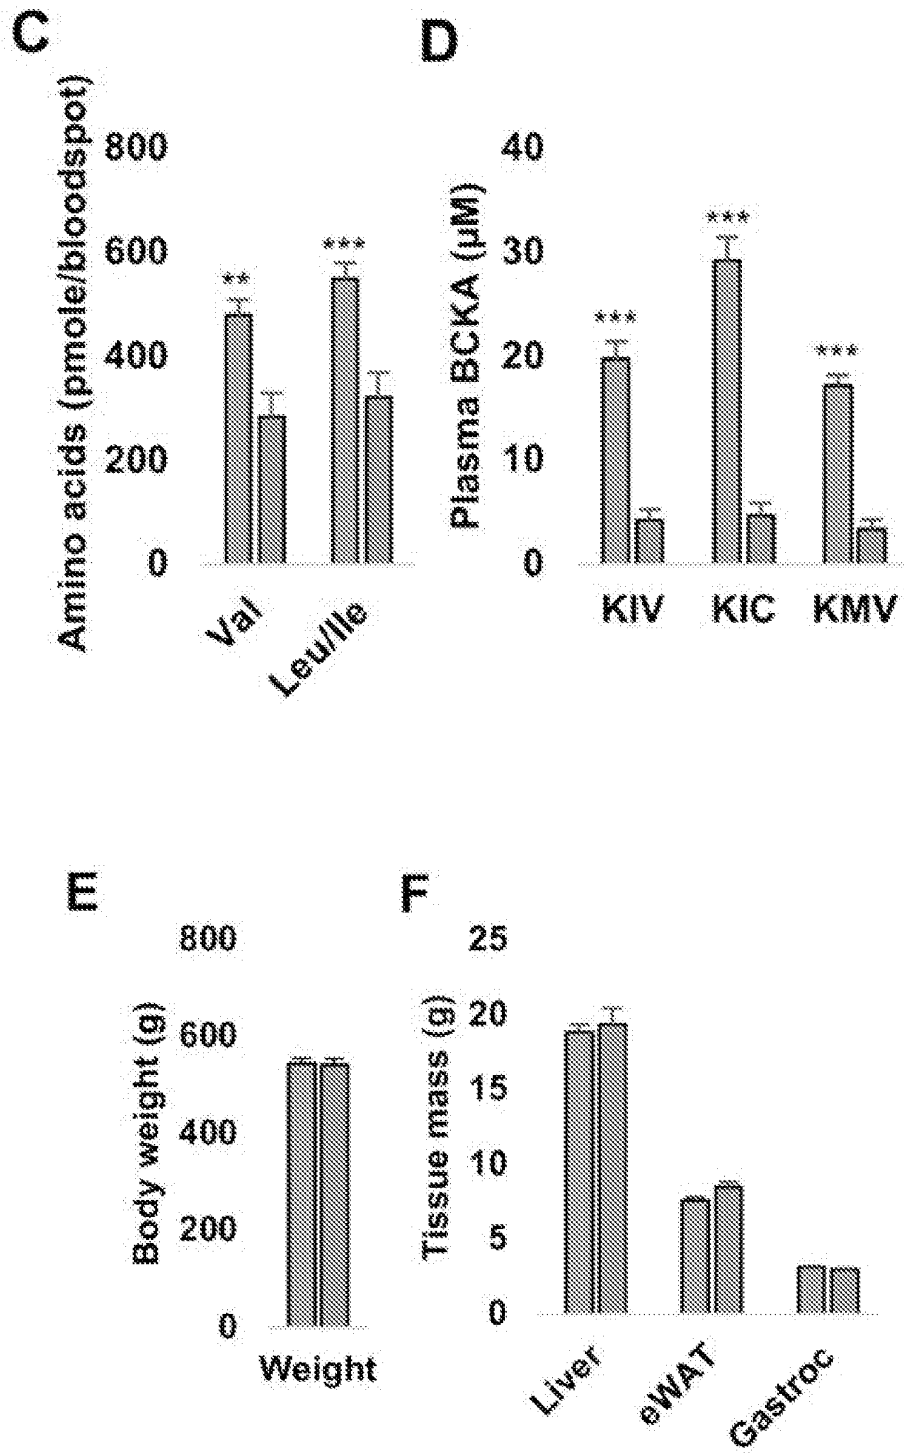 C
Amino acids (pmole/bloodspot)
800
600
400
200
0
**
***
Val
Leu/Ile
D
Plasma BCKA (µM)
40
30
20
10
0
***
***
***
KIV KIC KMV
E
Body weight (g)
800
600
400
200
0
Weight
F
Tissue mass (g)
25
20
15
10
5
0
Liver
eWAT
Gastroc